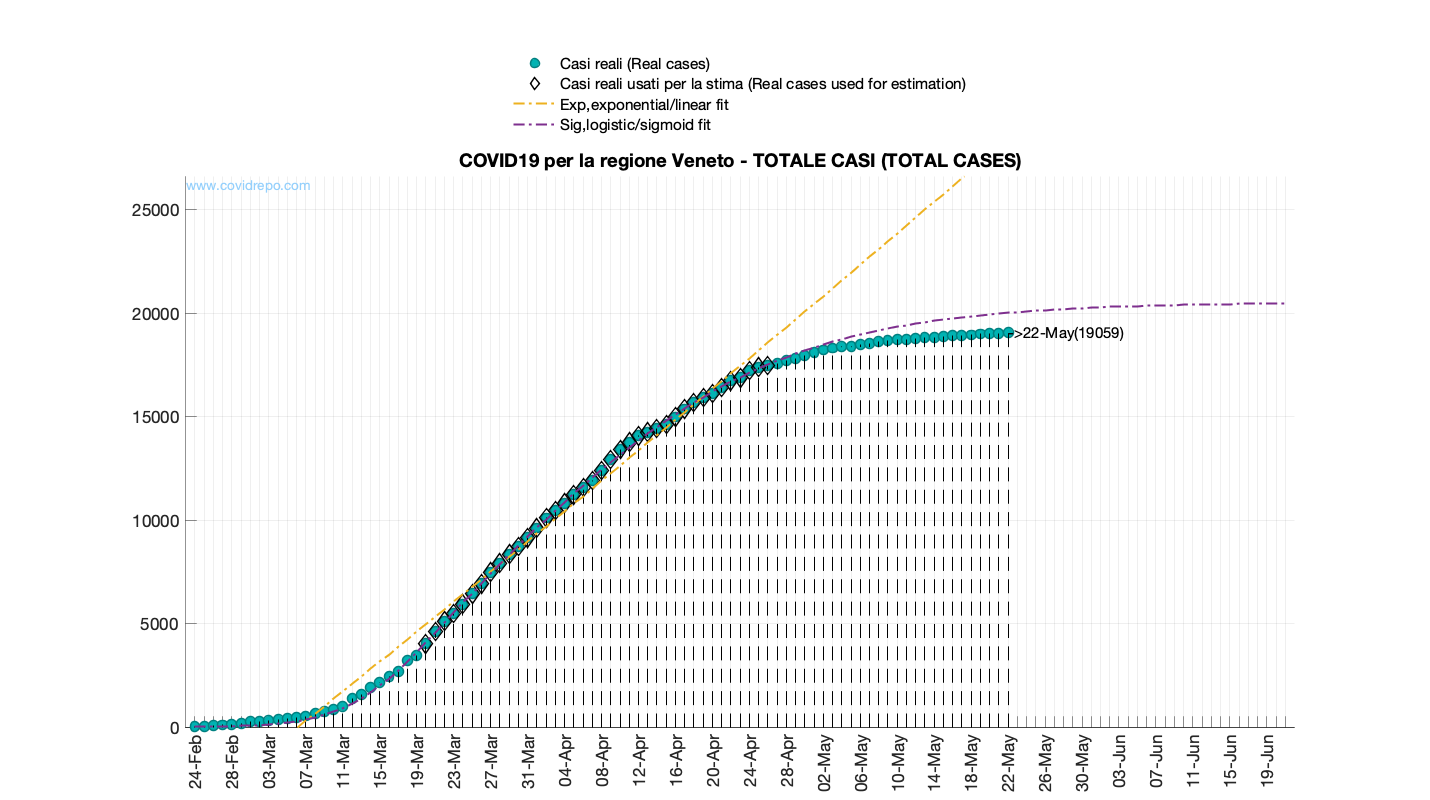 Casi reali (Real cases)
Casi reali usati per la stima (Real cases used for estimation)
Exp,exponential/linear fit
Sig,logistic/sigmoid fit
COVID19 per la regione Veneto - TOTALE CASI (TOTAL CASES)
www.covidrepo.com
25000
20000
>22-May(19059)
15000
10000
5000
0
24-Feb
28-Feb
03-Mar
07-Mar
11-Mar
15-Mar
19-Mar
23-Mar
27-Mar
31-Mar
04-Apr
08-Apr
12-Apr
16-Apr
20-Apr
24-Apr
28-Apr
02-May
06-May
10-May
14-May
18-May
22-May
26-May
30-May
03-Jun
07-Jun
11-Jun
15-Jun
19-Jun